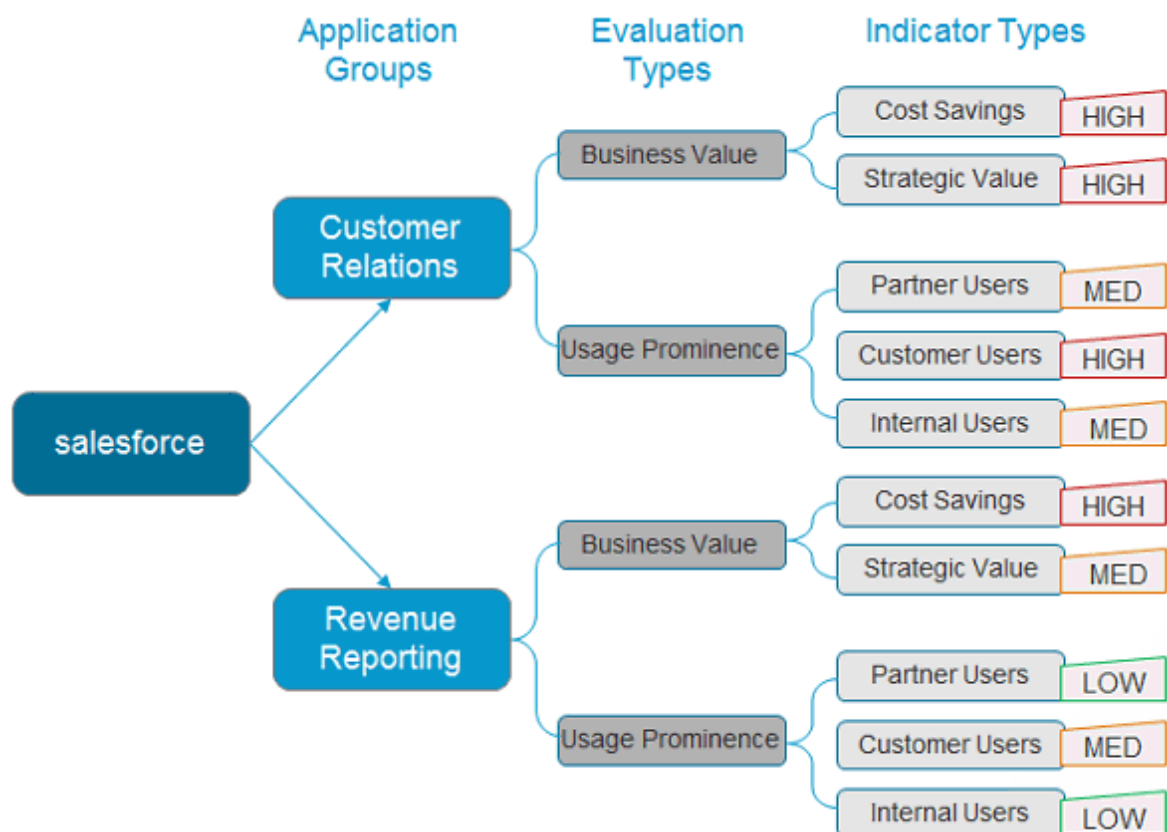 Application
Groups
Evaluation
Types
Indicator Types
salesforce
Customer
Relations
Business Value
Cost Savings
HIGH
Strategic Value
HIGH
Usage Prominence
Partner Users
MED
Customer Users
HIGH
Internal Users
MED
Revenue
Reporting
Business Value
Cost Savings
HIGH
Strategic Value
MED
Usage Prominence
Partner Users
LOW
Customer Users
MED
Internal Users
LOW